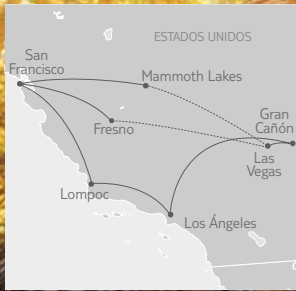 ESTADOS UNIDOS
San
Francisco
Mammoth Lakes
Fresno
Gran
Cañón
Las
Vegas
Lompoc
Los Ángeles